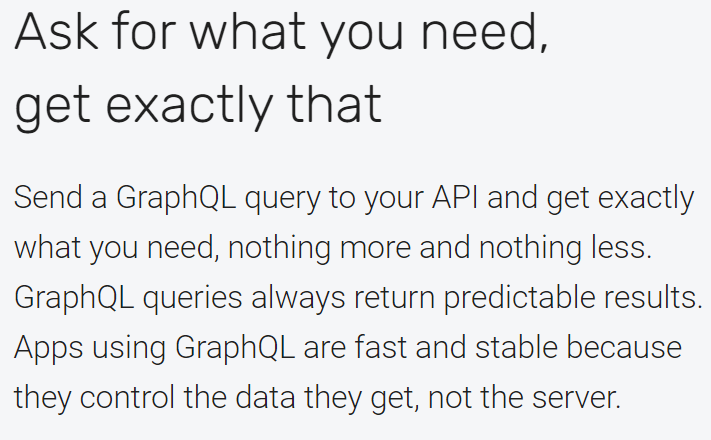 Ask for what you need,
get exactly that
Send a GraphQL query to your API and get exactly
what you need, nothing more and nothing less.
GraphQL queries always return predictable results.
Apps using GraphQL are fast and stable because
they control the data they get, not the server.